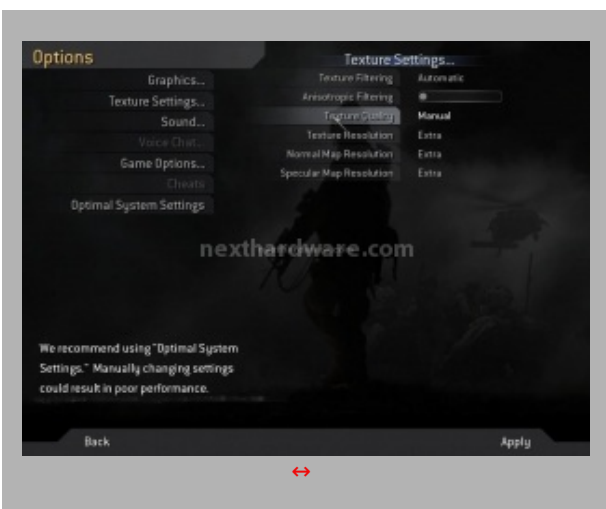 Options
Graphics...
Texture Settings...
Sound...
Voice Chat...
Game Options...
Cheats
Optimal System Settings
Texture Settings...
Texture Filtering Automatic
Anisotropic Filtering
Texture Quality Manual
Texture Resolution Extra
Normal Map Resolution Extra
Specular Map Resolution Extra
nexthardware.com
We recommend using "Optimal System
Settings." Manually changing settings
could result in poor performance.
Back
Apply